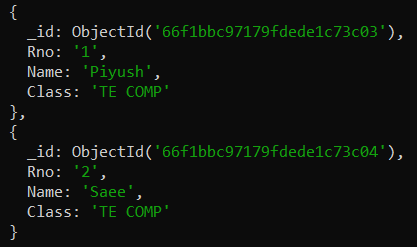 {
  _id: ObjectId('66f1bbc97179fdede1c73c03'),
  Rno: '1',
  Name: 'Piyush',
  Class: 'TE COMP'
},
{
  _id: ObjectId('66f1bbc97179fdede1c73c04'),
  Rno: '2',
  Name: 'Saee',
  Class: 'TE COMP'
}